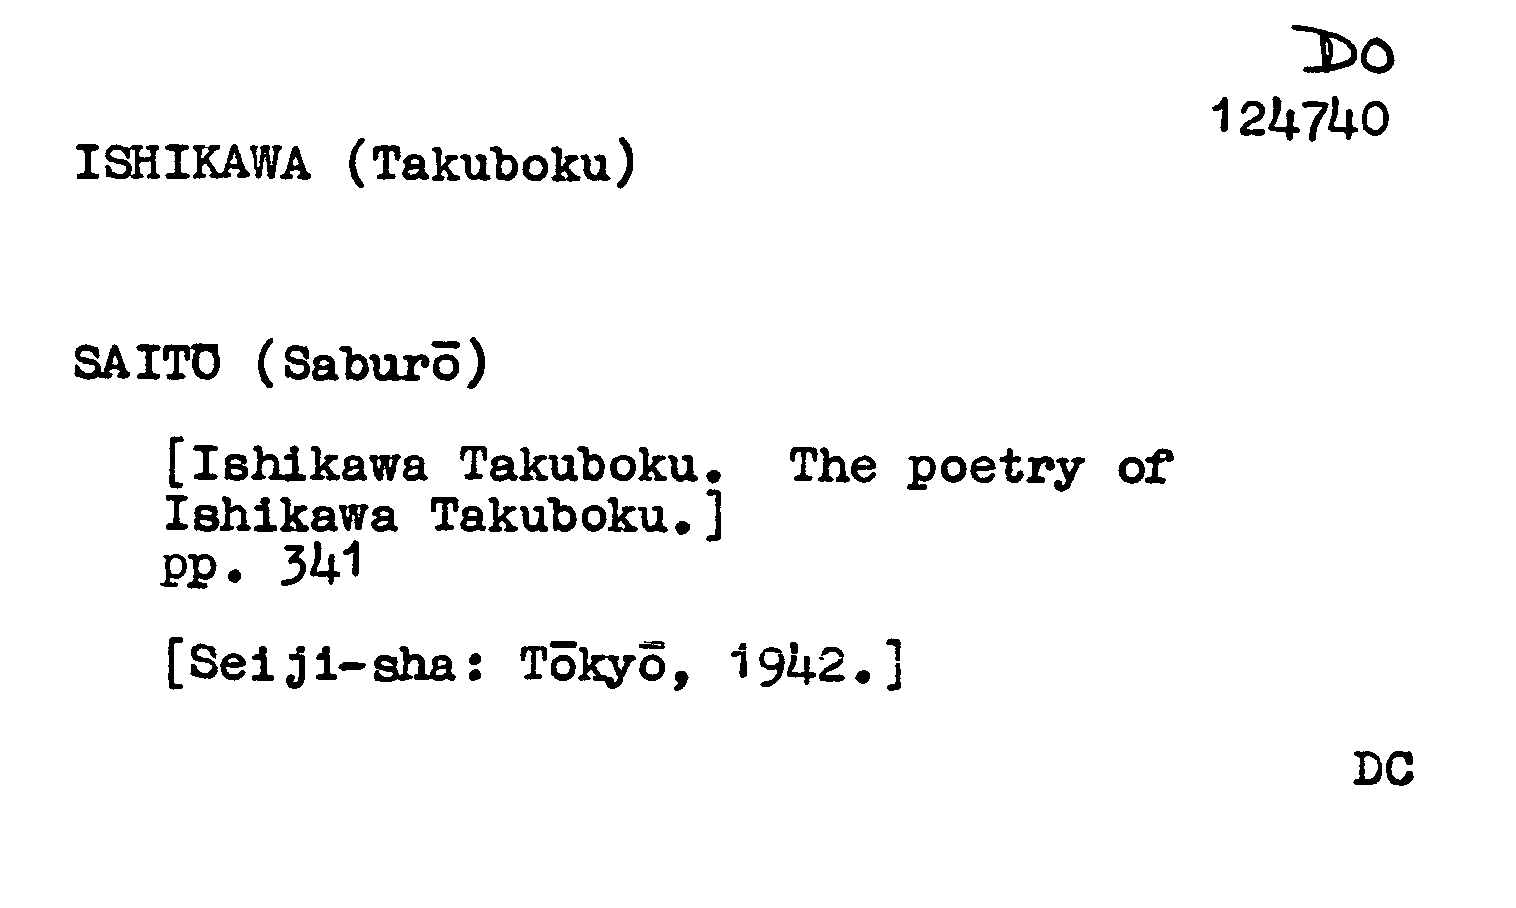 DO
124740
ISHIKAWA (Takuboku)
SAITŌ (Saburō)
[Ishikawa Takuboku. The poetry of
Ishikawa Takuboku.]
pp. 341
[Seiji-sha: Tōkyō, 1942.]
DC